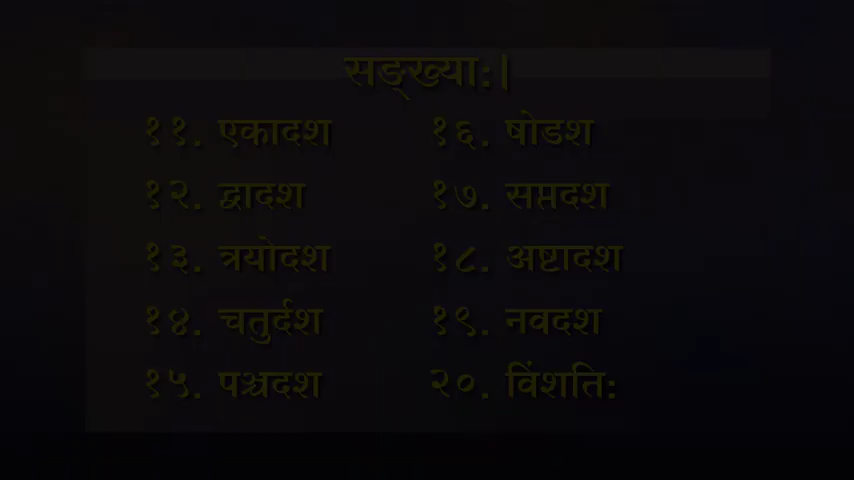 सङ्ख्याः।
११. एकादश
१२. द्वादश
१३. त्रयोदश
१४. चतुर्दश
१५. पञ्चदश
१६. षोडश
१७. सप्तदश
१८. अष्टादश
१९. नवदश
२०. विंशतिः